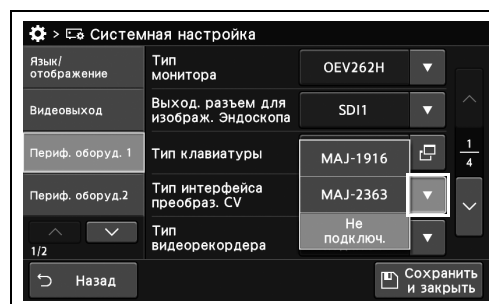 > Системная настройка
Язык/
отображение
Тип
монитора
OEV262H
Видеовыход
Выход. разъем для
изображ. Эндоскопа
SDI1
Периф. оборуд. 1
Тип клавиатуры
MAJ-1916
1
4
Периф. оборуд.2
Тип интерфейса
преобраз. CV
MAJ-2363
Не
подключ.
1/2
Тип
видеорекордера
Назад
Сохранить
и закрыть